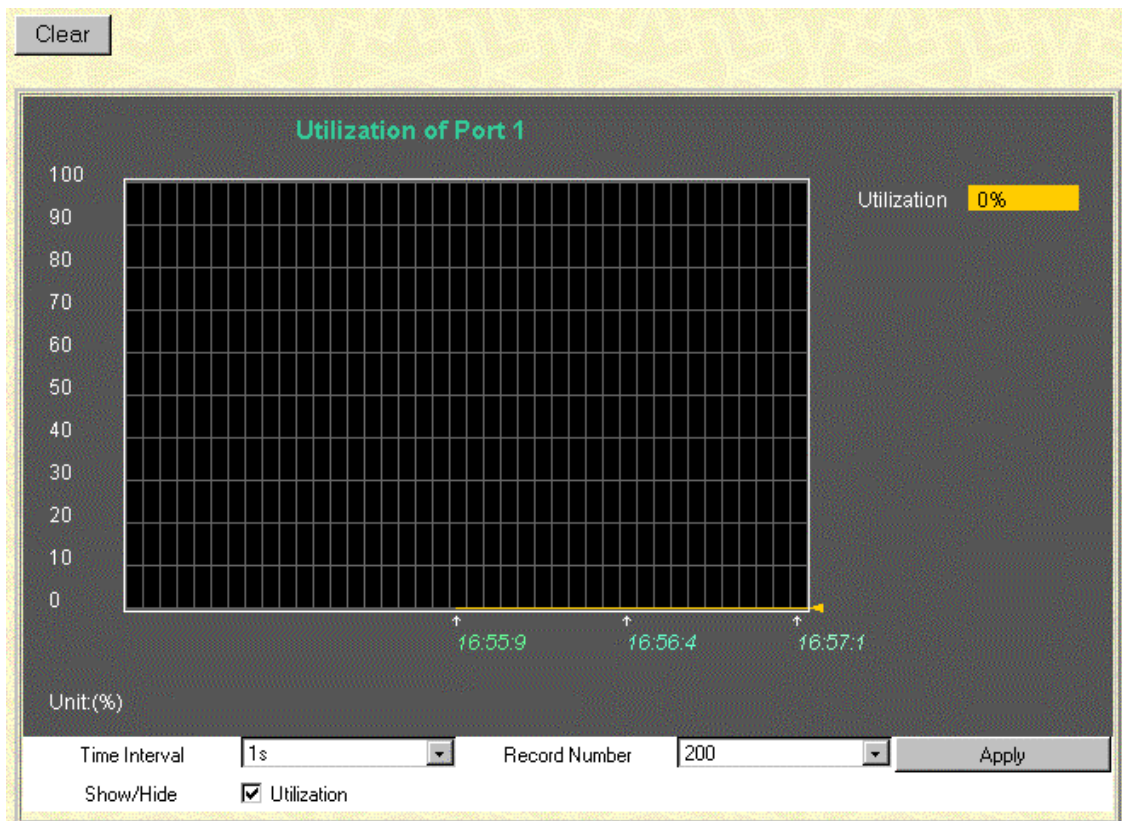 Clear
Utilization of Port 1
100
Utilization 0%
90
80
70
60
50
40
30
20
10
0
16:55:9 16:56:4 16:57:1
Unit:(%)
Time Interval 1s Record Number 200 Apply
Show/Hide Utilization